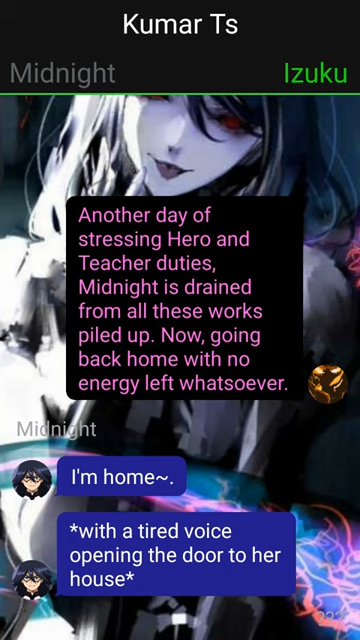 Kumar Ts
Midnight
Izuku
Another day of
stressing Hero and
Teacher duties,
Midnight is drained
from all these works
piled up. Now, going
back home with no
energy left whatsoever.
Midnight
I'm home~.
*with a tired voice
opening the door to her
house*